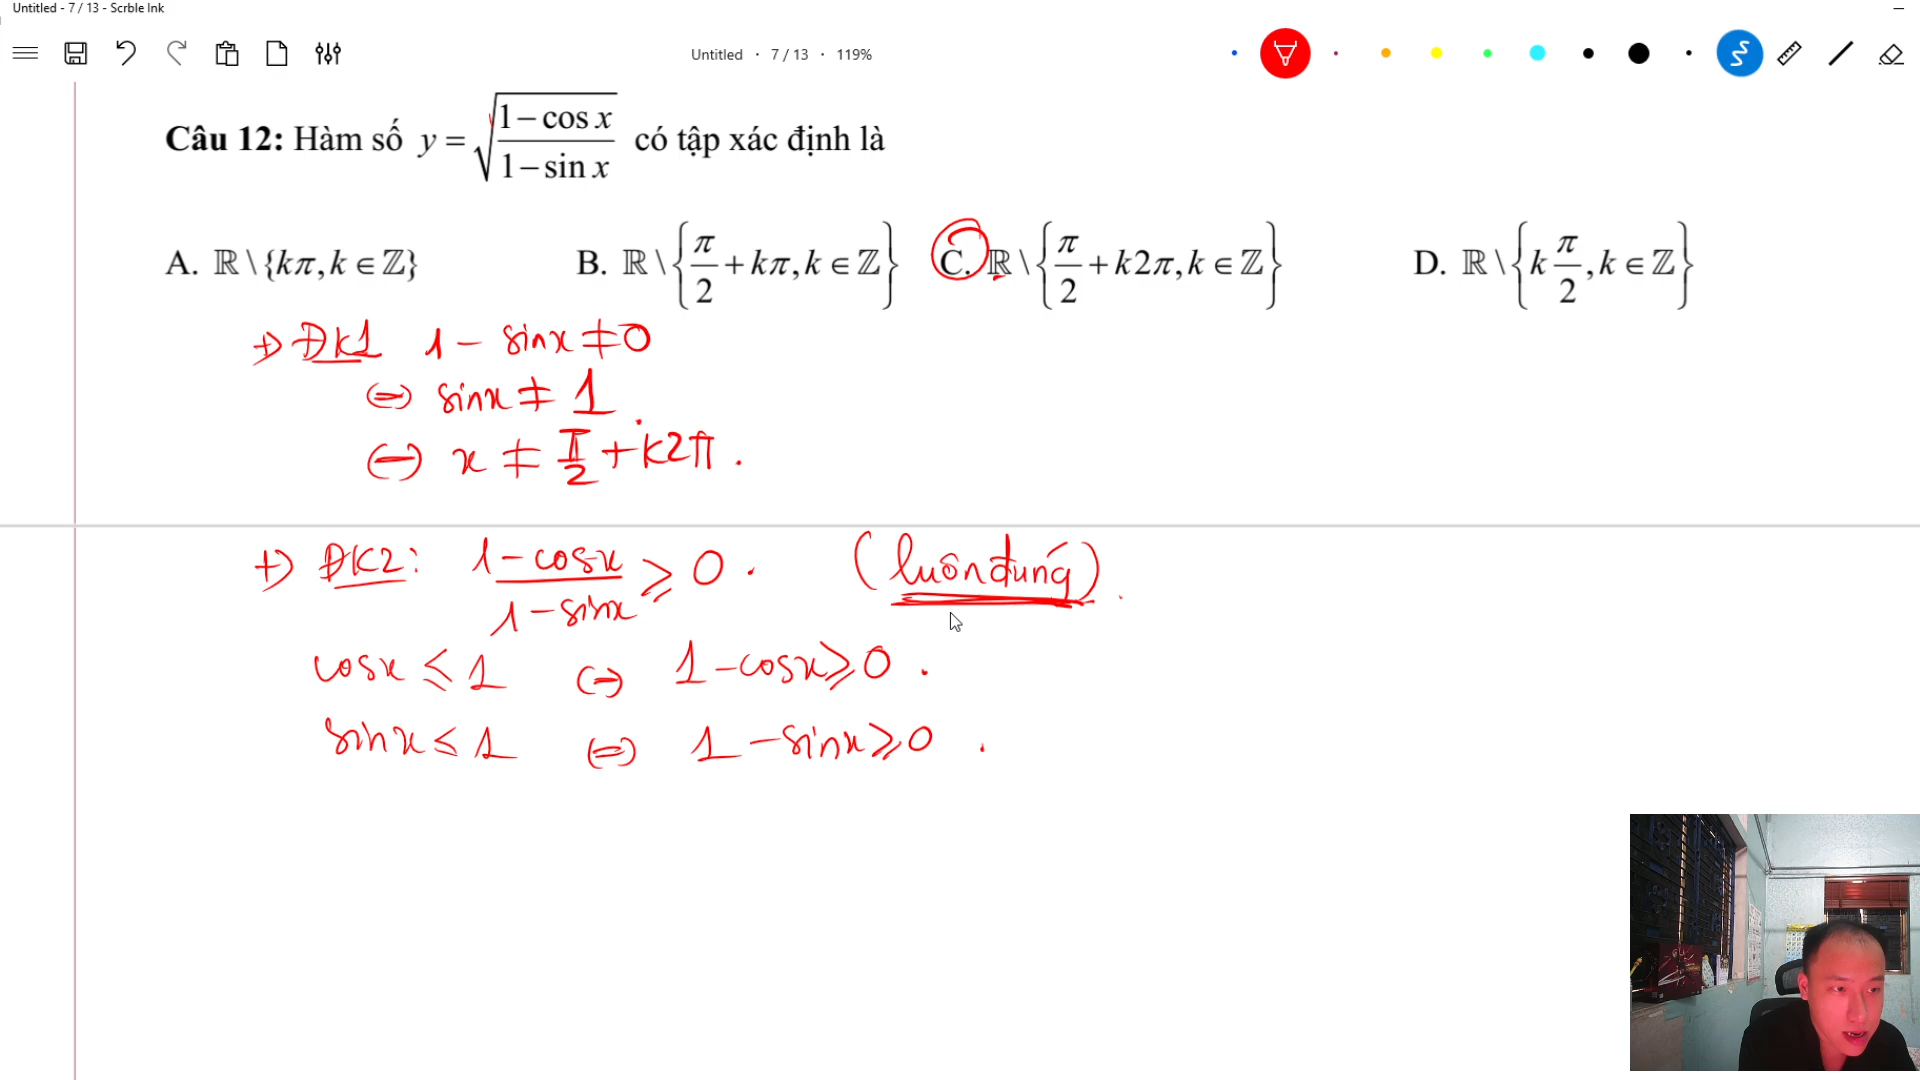 Untitled - 7 / 13 - Scrble Ink
Untitled · 7 / 13 · 119%
Câu 12: Hàm số y = √((1 − cos x)/(1 − sin x)) có tập xác định là
A. ℝ \ {kπ, k ∈ ℤ} B. ℝ \ {π/2 + kπ, k ∈ ℤ} C. ℝ \ {π/2 + k2π, k ∈ ℤ} D. ℝ \ {k π/2, k ∈ ℤ}
+) ĐK1 1 − sinx ≠ 0
⇔ sinx ≠ 1
⇔ x ≠ π/2 + k2π.
+) ĐK2: (1 − cosx)/(1 − sinx) ≥ 0. (luôn đúng).
cosx ≤ 1 ⇔ 1 − cosx ≥ 0.
sinx ≤ 1 ⇔ 1 − sinx ≥ 0.